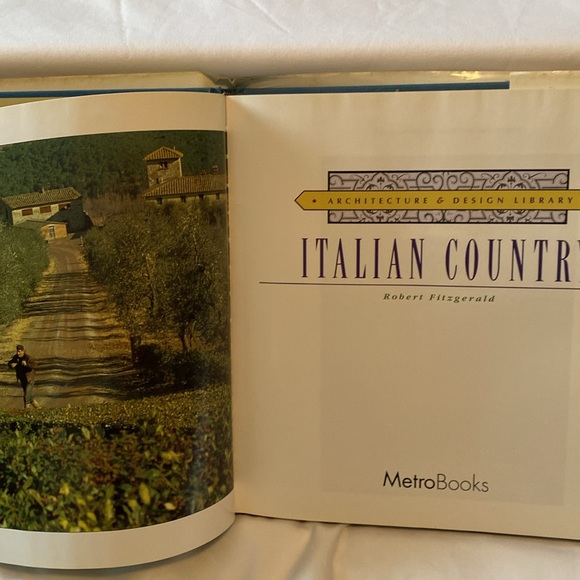 ARCHITECTURE & DESIGN LIBRARY
ITALIAN COUNTRY
Robert Fitzgerald
MetroBooks